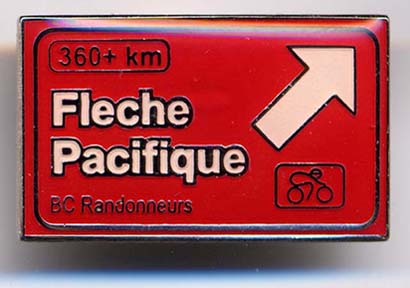 360+ km
Fleche
Pacifique
BC Randonneurs